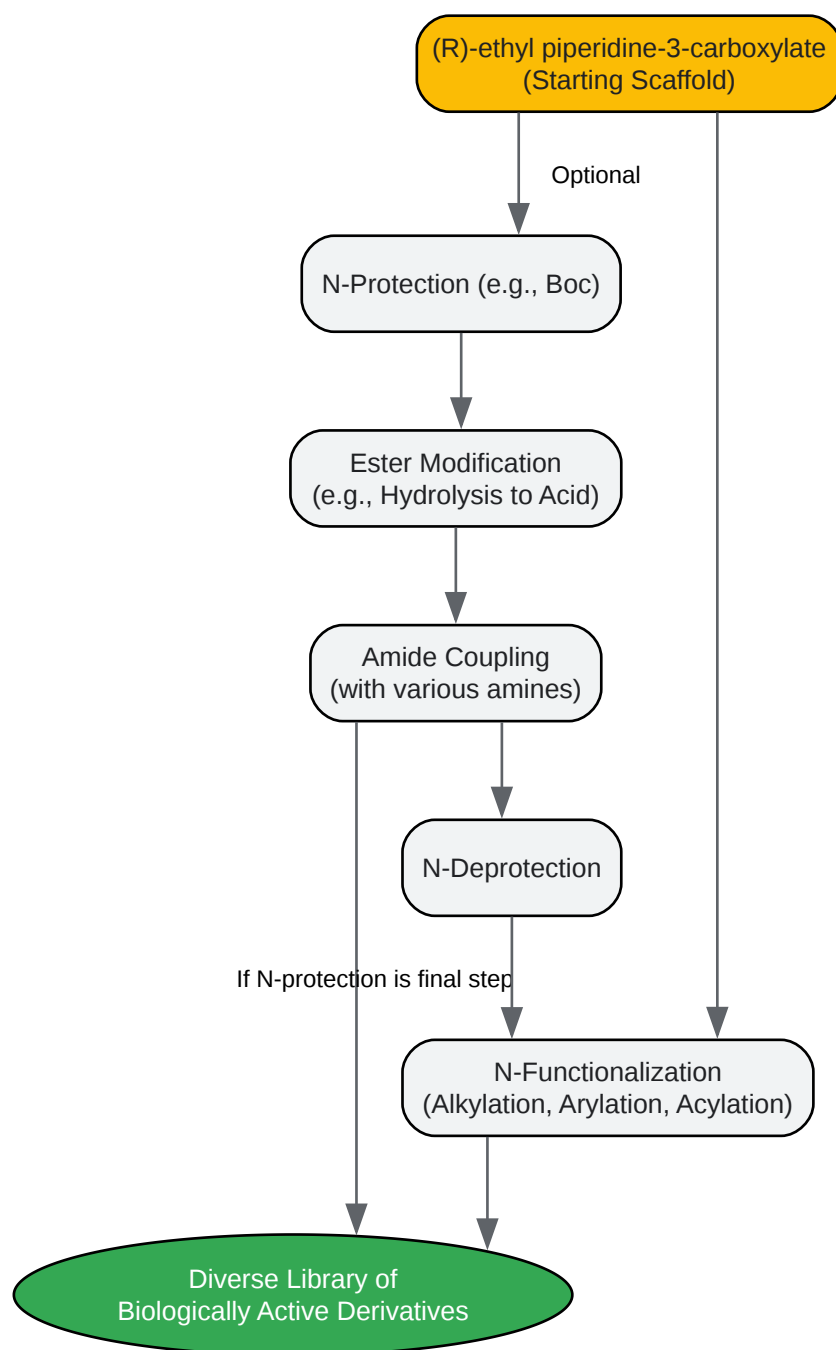 (R)-ethyl piperidine-3-carboxylate
(Starting Scaffold)
Optional
N-Protection (e.g., Boc)
Ester Modification
(e.g., Hydrolysis to Acid)
Amide Coupling
(with various amines)
N-Deprotection
If N-protection is final step
N-Functionalization
(Alkylation, Arylation, Acylation)
Diverse Library of
Biologically Active Derivatives